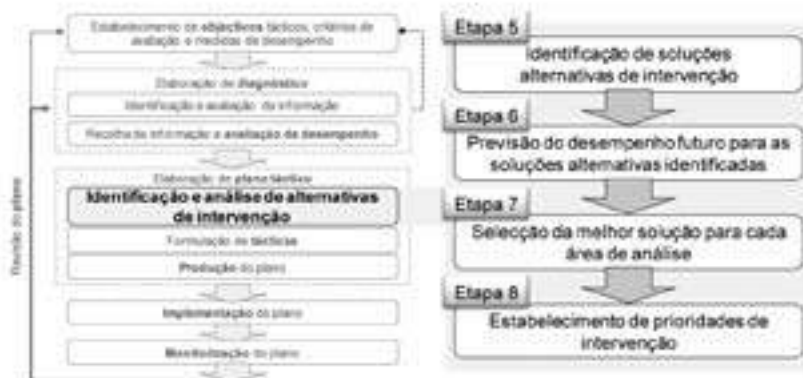 Estabelecimento de objectivos tácticos, critérios de
avaliação e medidas de desempenho
Elaboração de diagnóstico
Identificação e avaliação da informação
Recolha de informação e avaliação de desempenho
Elaboração de plano táctico
Identificação e análise de alternativas
de intervenção
Formulação de tácticas
Produção do plano
Implementação do plano
Monitorização do plano
Revisão do plano
Etapa 5
Identificação de soluções
alternativas de intervenção
Etapa 6
Previsão do desempenho futuro para as
soluções alternativas identificadas
Etapa 7
Selecção da melhor solução para cada
área de análise
Etapa 8
Estabelecimento de prioridades de
intervenção